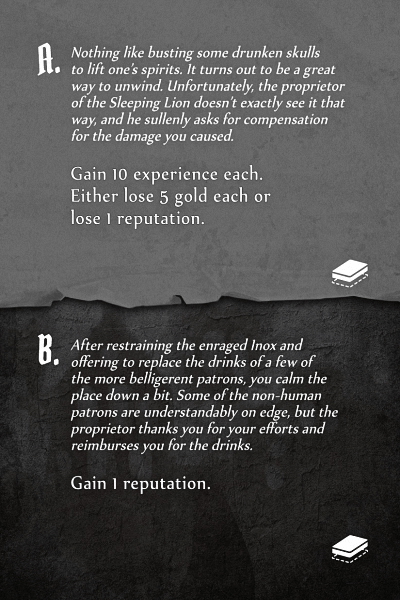 A.
Nothing like busting some drunken skulls
to lift one's spirits. It turns out to be a great
way to unwind. Unfortunately, the proprietor
of the Sleeping Lion doesn't exactly see it that
way, and he sullenly asks for compensation
for the damage you caused.
Gain 10 experience each.
Either lose 5 gold each or
lose 1 reputation.
B.
After restraining the enraged Inox and
offering to replace the drinks of a few of
the more belligerent patrons, you calm the
place down a bit. Some of the non-human
patrons are understandably on edge, but the
proprietor thanks you for your efforts and
reimburses you for the drinks.
Gain 1 reputation.